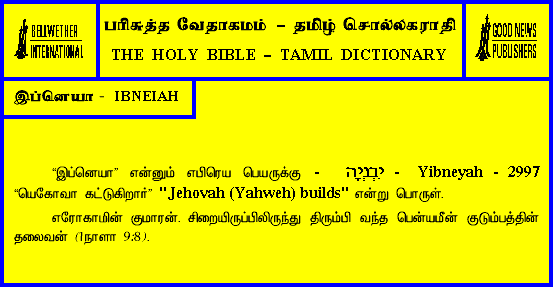 BELLWETHER
INTERNATIONAL
பரிசுத்த வேதாகமம் – தமிழ் சொல்லகராதி
THE HOLY BIBLE – TAMIL DICTIONARY
GOOD NEWS
PUBLISHERS
இப்னெயா - IBNEIAH
“இப்னெயா” என்னும் எபிரெய பெயருக்கு - יִבְנְיָה - Yibneyah - 2997
“யெகோவா கட்டுகிறார்” "Jehovah (Yahweh) builds" என்று பொருள்.
எரோகாமின் குமாரன். சிறையிருப்பிலிருந்து திரும்பி வந்த பென்யமீன் குடும்பத்தின்
தலைவன் (1நாளா 9:8).